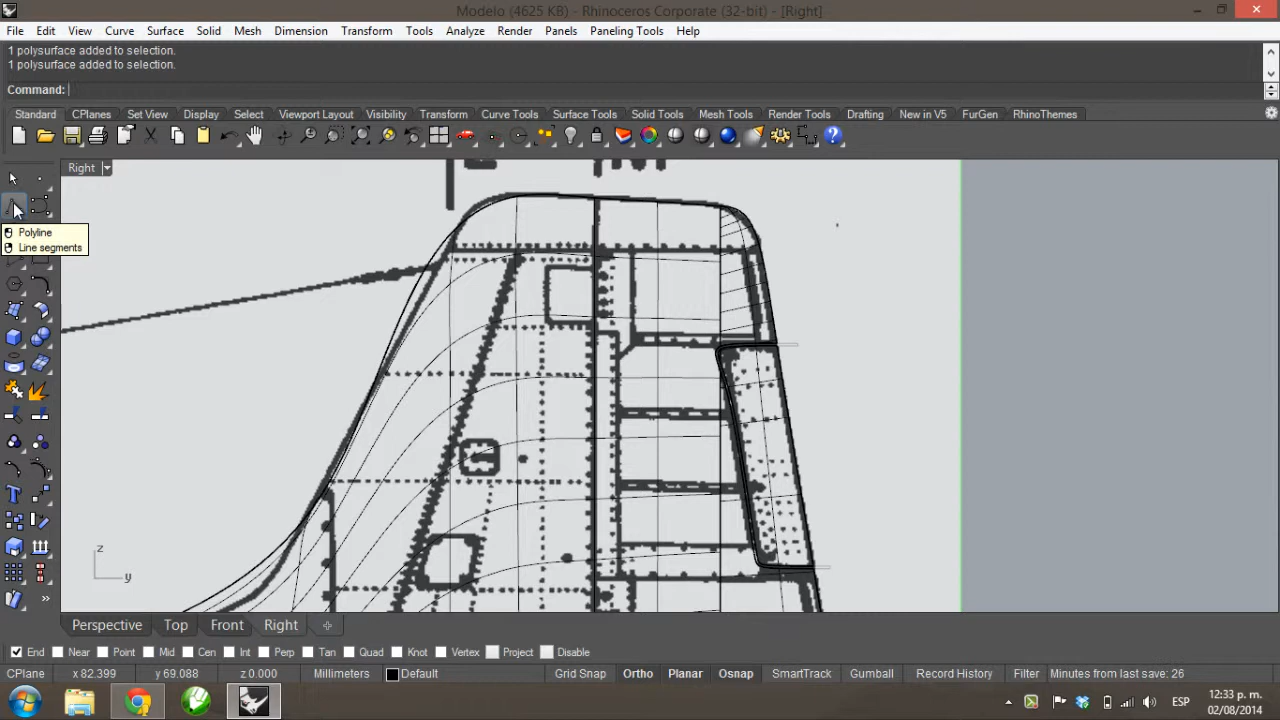 Modelo (4625 KB) - Rhinoceros Corporate (32-bit) - [Right]
File Edit View Curve Surface Solid Mesh Dimension Transform Tools Analyze Render Panels Paneling Tools Help
1 polysurface added to selection.
1 polysurface added to selection.
Command:
Standard CPlanes Set View Display Select Viewport Layout Visibility Transform Curve Tools Surface Tools Solid Tools Mesh Tools Render Tools Drafting New in V5 FurGen RhinoThemes
Right
Polyline
Line segments
z
y
Perspective Top Front Right
End Near Point Mid Cen Int Perp Tan Quad Knot Vertex Project Disable
CPlane x 82.399 y 69.088 z 0.000 Millimeters Default Grid Snap Ortho Planar Osnap SmartTrack Gumball Record History Filter Minutes from last save: 26
ESP
12:33 p. m.
02/08/2014